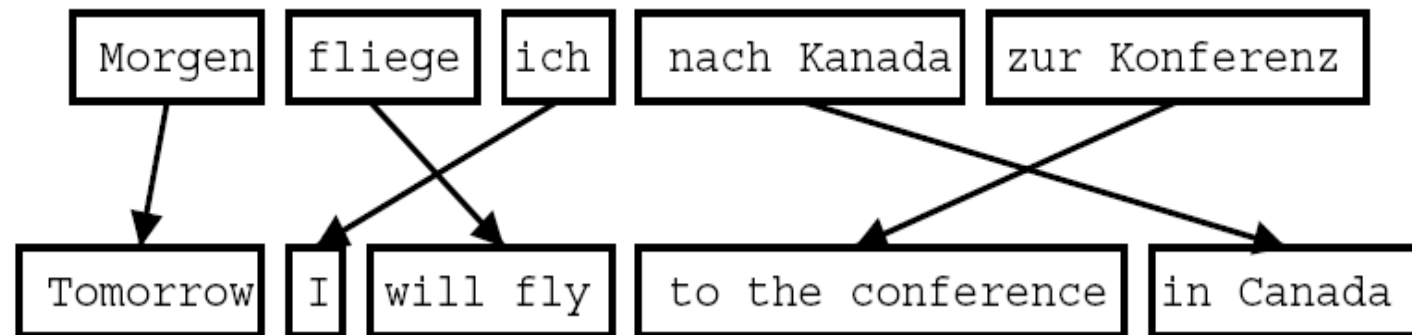 Morgen fliege ich nach Kanada zur Konferenz
Tomorrow I will fly to the conference in Canada